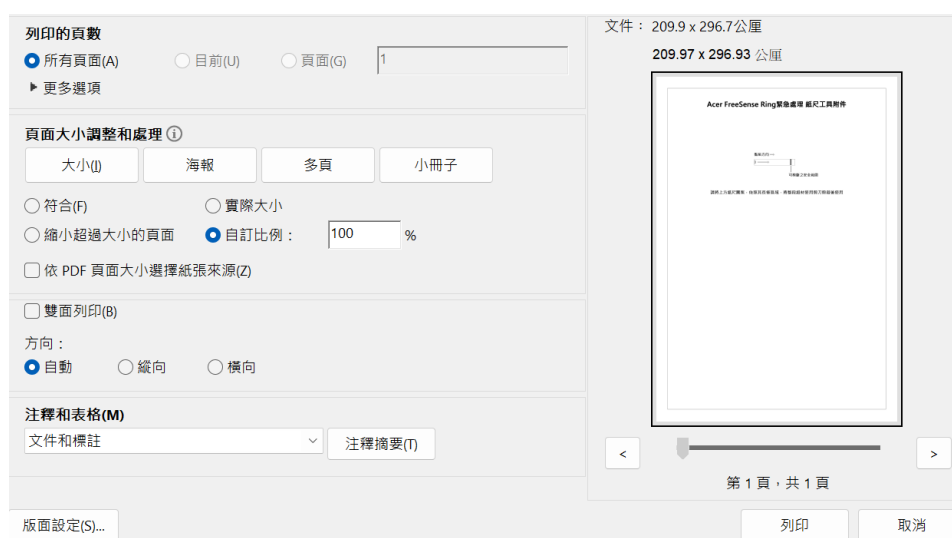 列印的頁數
所有頁面(A) 目前(U) 頁面(G) 1
更多選項
頁面大小調整和處理
大小(I) 海報 多頁 小冊子
符合(F) 實際大小
縮小超過大小的頁面 自訂比例： 100 %
依 PDF 頁面大小選擇紙張來源(Z)
雙面列印(B)
方向：
自動 縱向 橫向
注釋和表格(M)
文件和標註 注釋摘要(T)
版面設定(S)...
文件： 209.9 x 296.7公厘
209.97 x 296.93 公厘
Acer FreeSense Ring緊急處理 紙尺工具附件
< >
第 1 頁，共 1 頁
列印 取消